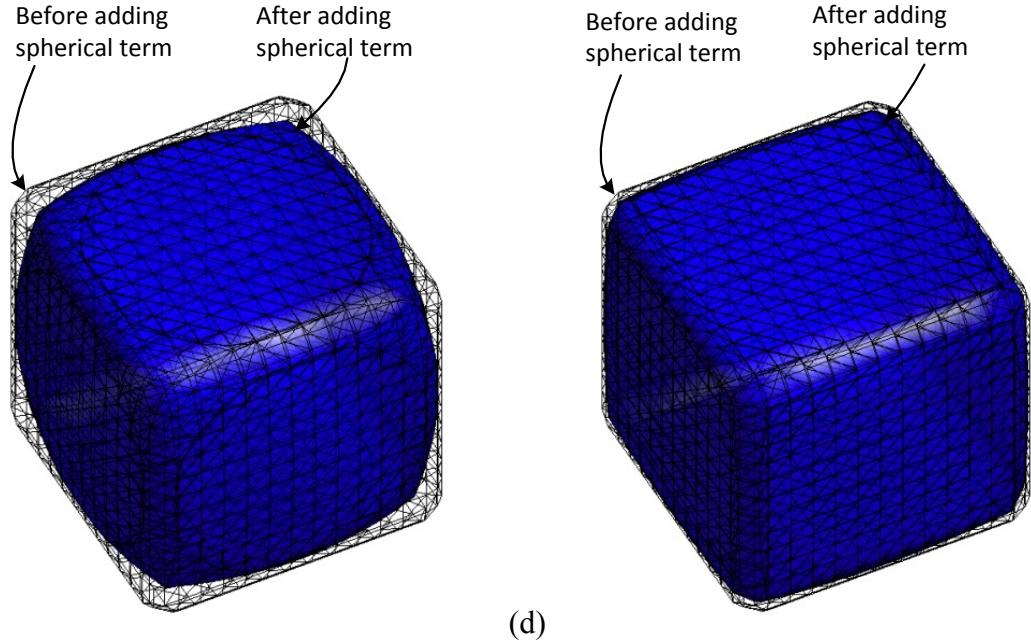 Before adding
spherical term
After adding
spherical term
Before adding
spherical term
After adding
spherical term
(d)